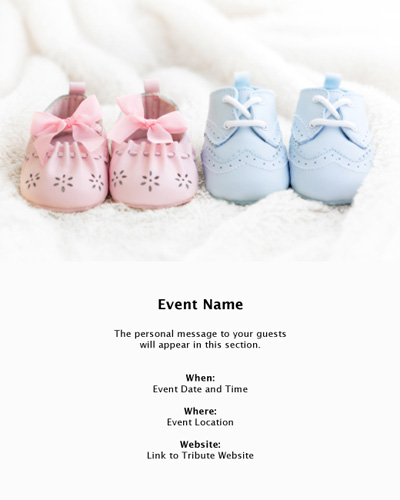 Event Name
The personal message to your guests
will appear in this section.
When:
Event Date and Time
Where:
Event Location
Website:
Link to Tribute Website